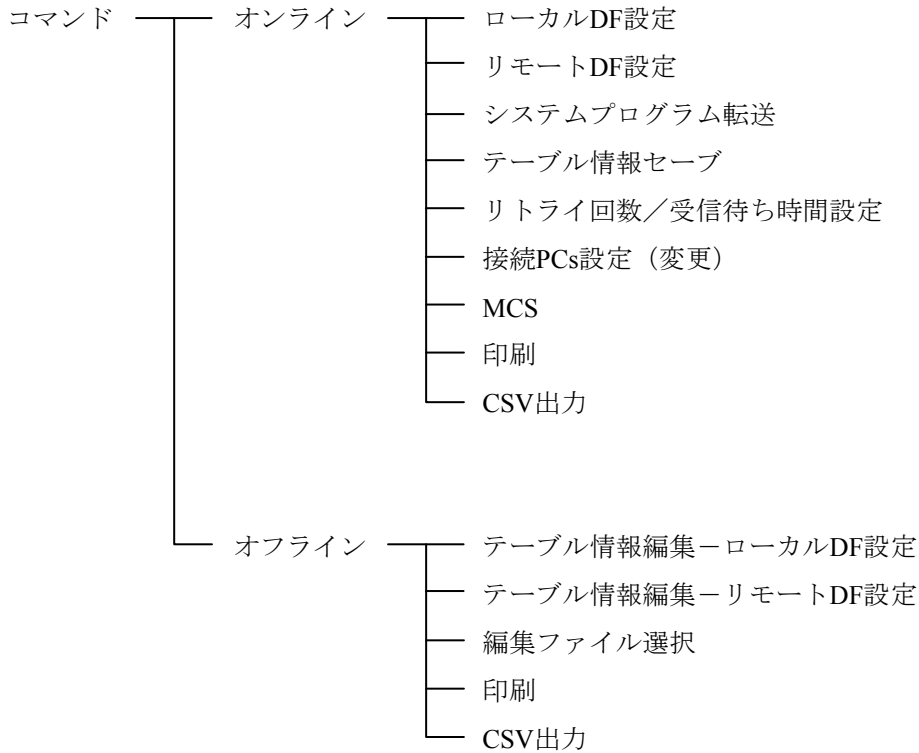 コマンド オンライン ローカルDF設定
リモートDF設定
システムプログラム転送
テーブル情報セーブ
リトライ回数／受信待ち時間設定
接続PCs設定（変更）
MCS
印刷
CSV出力
オフライン テーブル情報編集－ローカルDF設定
テーブル情報編集－リモートDF設定
編集ファイル選択
印刷
CSV出力